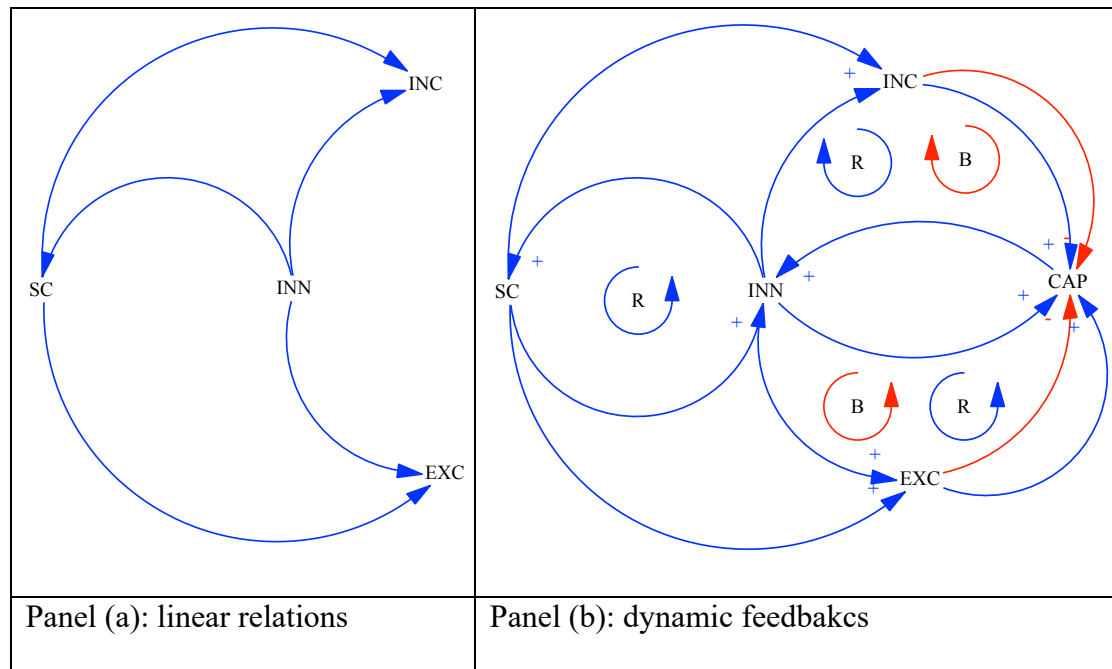 INC
SC
INN
EXC
+
INC
R
B
+
-
SC
+
R
INN
+
CAP
+
+
-
+
B
R
+
EXC
+
Panel (a): linear relations
Panel (b): dynamic feedbakcs